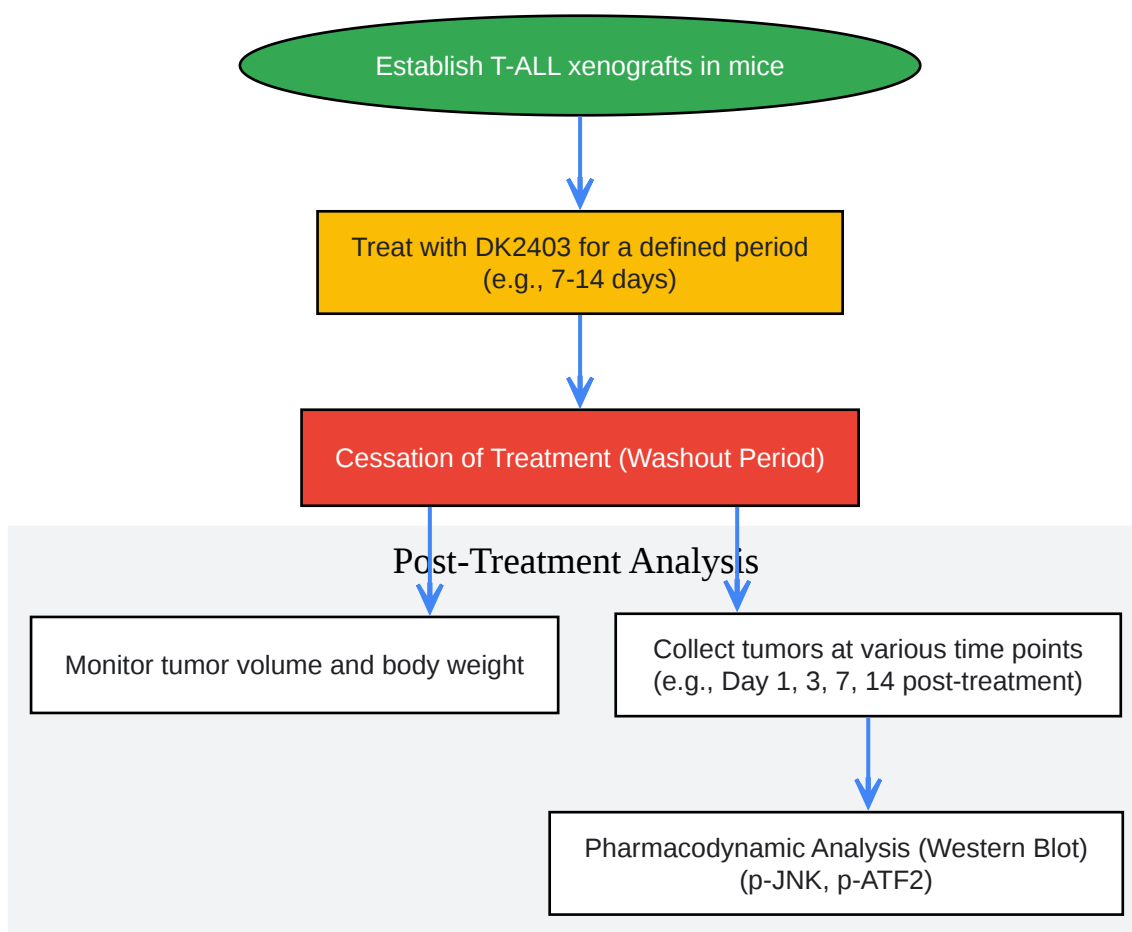 Establish T-ALL xenografts in mice
Treat with DK2403 for a defined period
(e.g., 7-14 days)
Cessation of Treatment (Washout Period)
Post-Treatment Analysis
Monitor tumor volume and body weight
Collect tumors at various time points
(e.g., Day 1, 3, 7, 14 post-treatment)
Pharmacodynamic Analysis (Western Blot)
(p-JNK, p-ATF2)